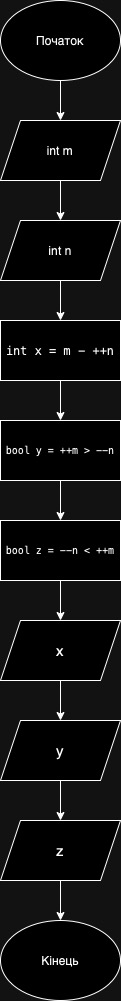 Початок
int m
int n
int x = m - ++n
bool y = ++m > --n
bool z = --n < ++m
x
y
z
Кінець